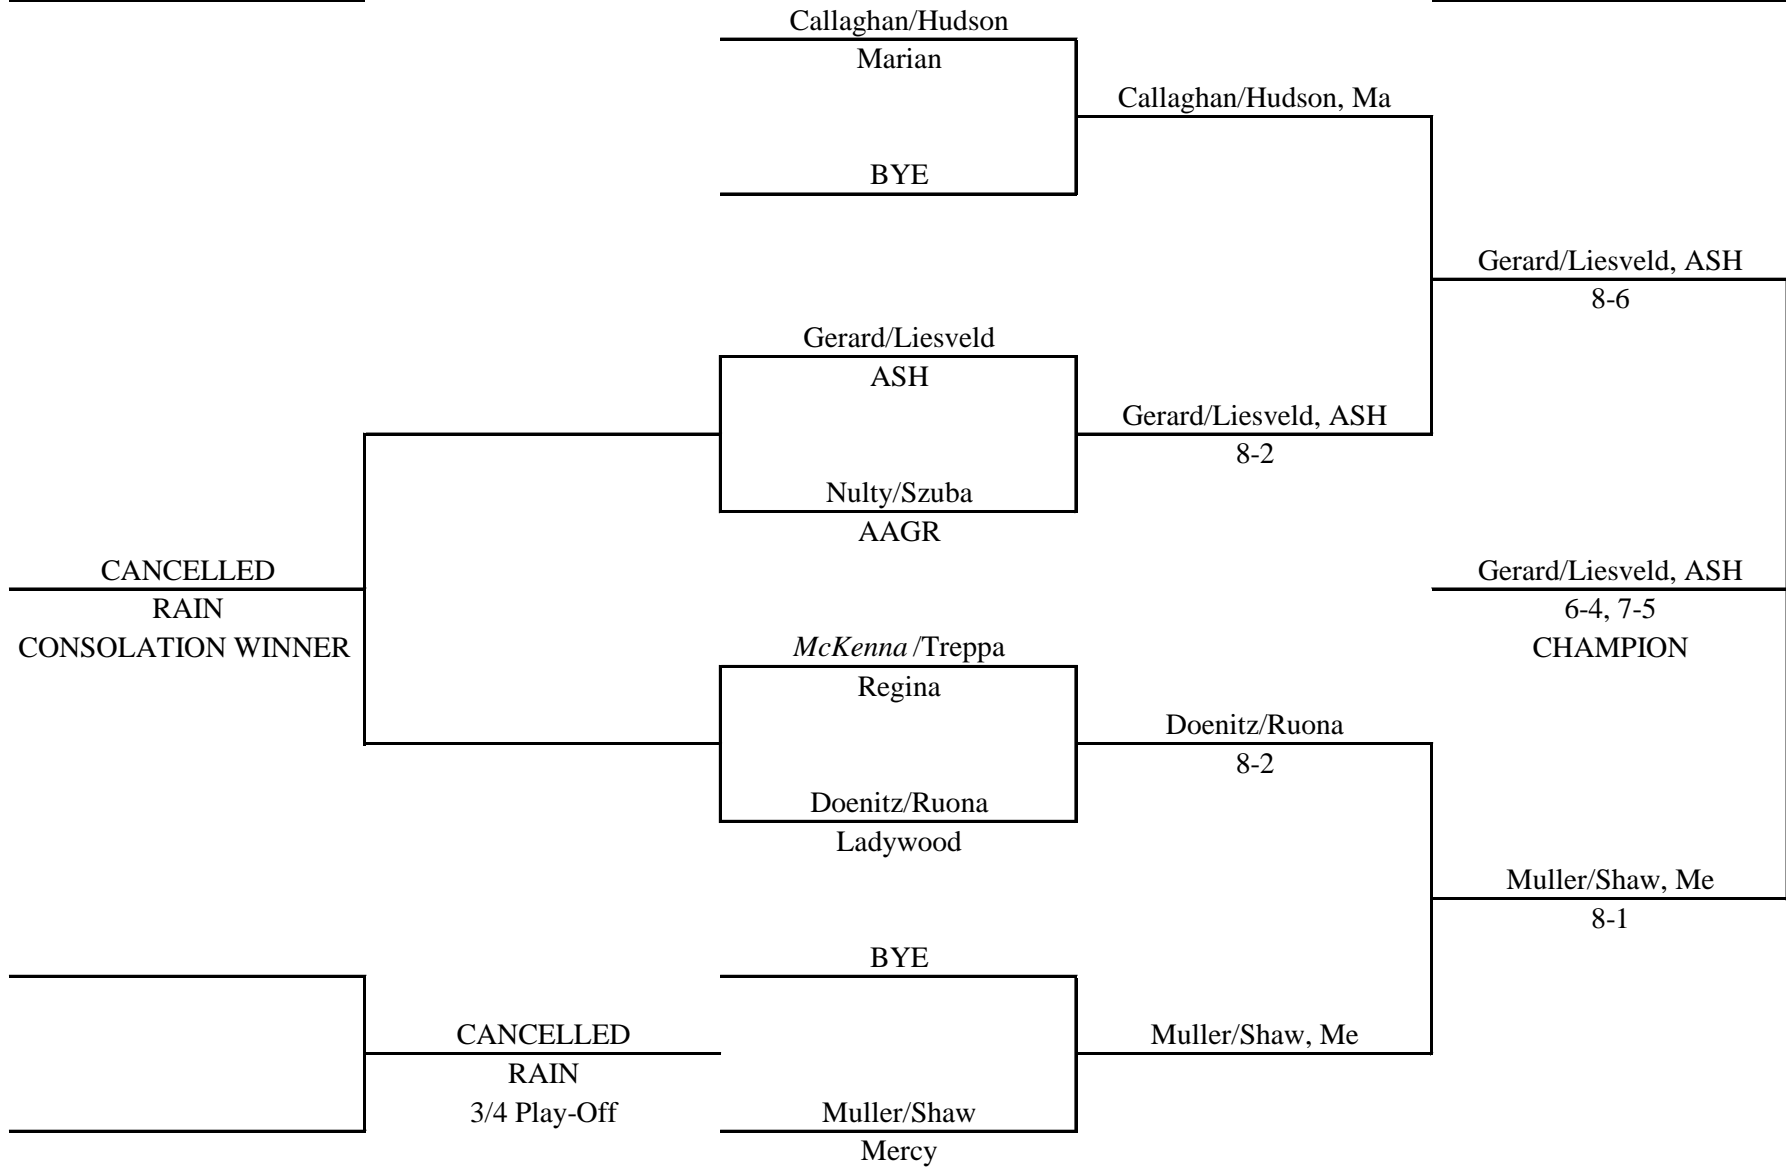 Callaghan/Hudson
Marian
Callaghan/Hudson, Ma
BYE
Gerard/Liesveld, ASH
8-6
Gerard/Liesveld
ASH
Gerard/Liesveld, ASH
8-2
Nulty/Szuba
AAGR
CANCELLED
RAIN
CONSOLATION WINNER
Gerard/Liesveld, ASH
6-4, 7-5
CHAMPION
McKenna /Treppa
Regina
Doenitz/Ruona
8-2
Doenitz/Ruona
Ladywood
Muller/Shaw, Me
8-1
BYE
CANCELLED
RAIN
3/4 Play-Off
Muller/Shaw, Me
Muller/Shaw
Mercy